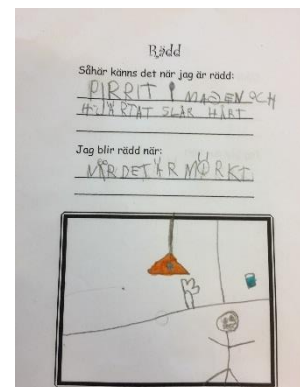 Rädd
Såhär känns det när jag är rädd:
PIRRIT I MAGEN OCH
HJÄRTAT SLÅR HÅRT
Jag blir rädd när:
NÄR DET ÄR MÖRKT